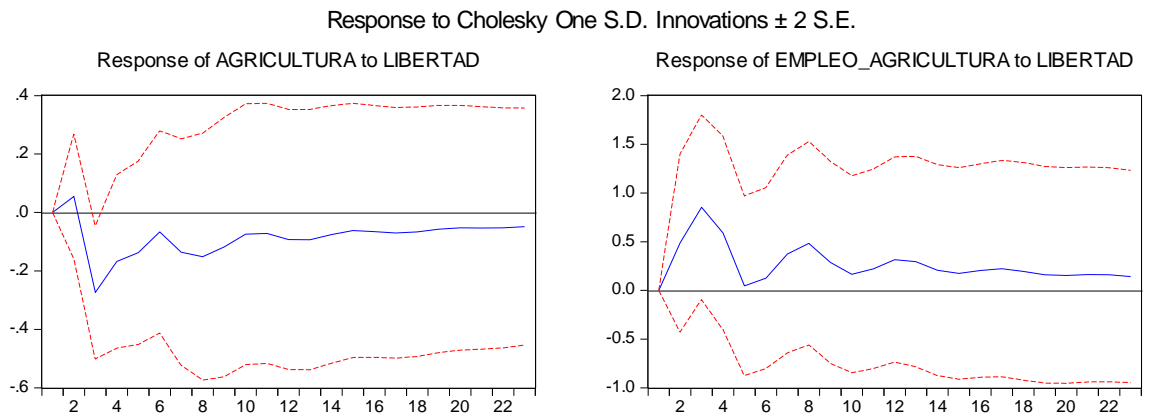 Response to Cholesky One S.D. Innovations ± 2 S.E.
Response of AGRICULTURA to LIBERTAD
.4
.2
.0
-.2
-.4
-.6
2 4 6 8 10 12 14 16 18 20 22
Response of EMPLEO_AGRICULTURA to LIBERTAD
2.0
1.5
1.0
0.5
0.0
-0.5
-1.0
2 4 6 8 10 12 14 16 18 20 22